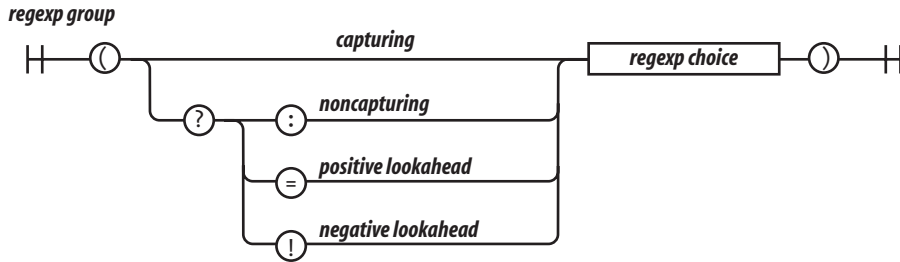 regexp group
capturing
( regexp choice )
? : noncapturing
= positive lookahead
! negative lookahead